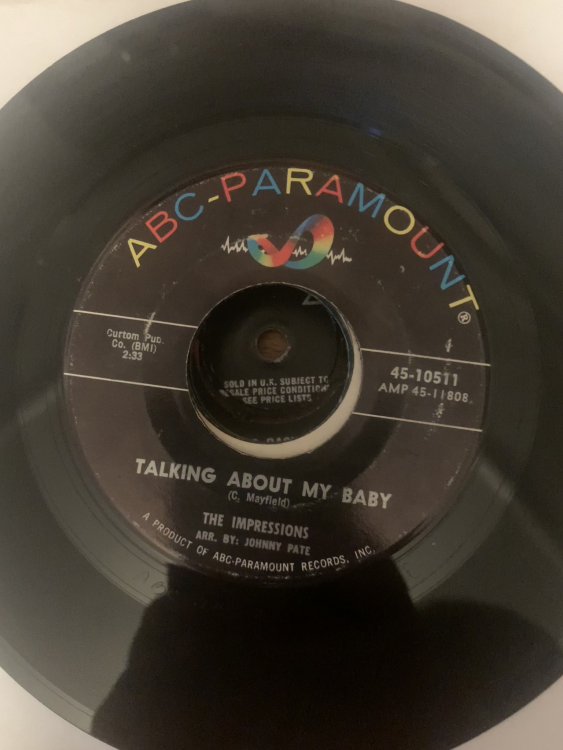 ABC-PARAMOUNT
®
Curtom Pub.
Co. (BMI)
2:33
45-10511
AMP 45-11808
SOLD IN U.K. SUBJECT TO
RESALE PRICE CONDITIONS
SEE PRICE LISTS
TALKING ABOUT MY BABY
(C. Mayfield)
THE IMPRESSIONS
ARR. BY: JOHNNY PATE
A PRODUCT OF ABC-PARAMOUNT RECORDS, INC.